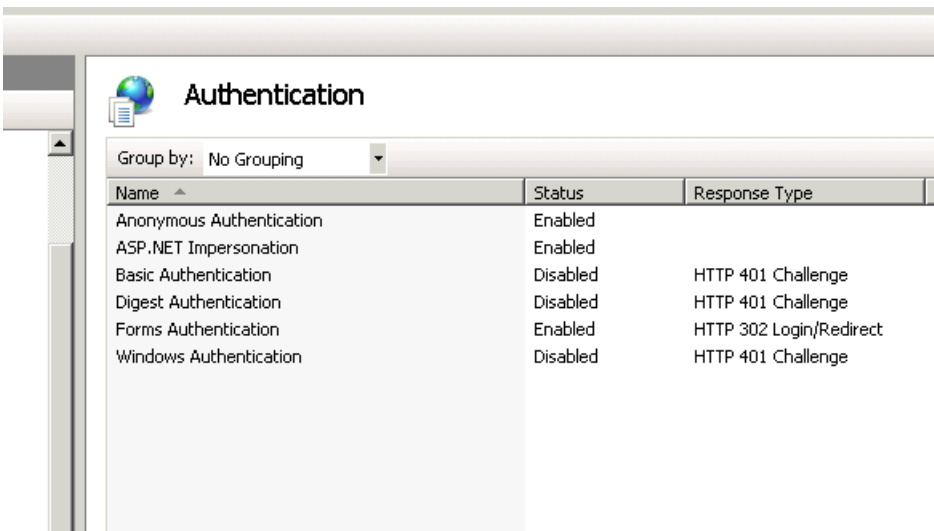 Authentication
Group by: No Grouping
Name Status Response Type
Anonymous Authentication Enabled
ASP.NET Impersonation Enabled
Basic Authentication Disabled HTTP 401 Challenge
Digest Authentication Disabled HTTP 401 Challenge
Forms Authentication Enabled HTTP 302 Login/Redirect
Windows Authentication Disabled HTTP 401 Challenge